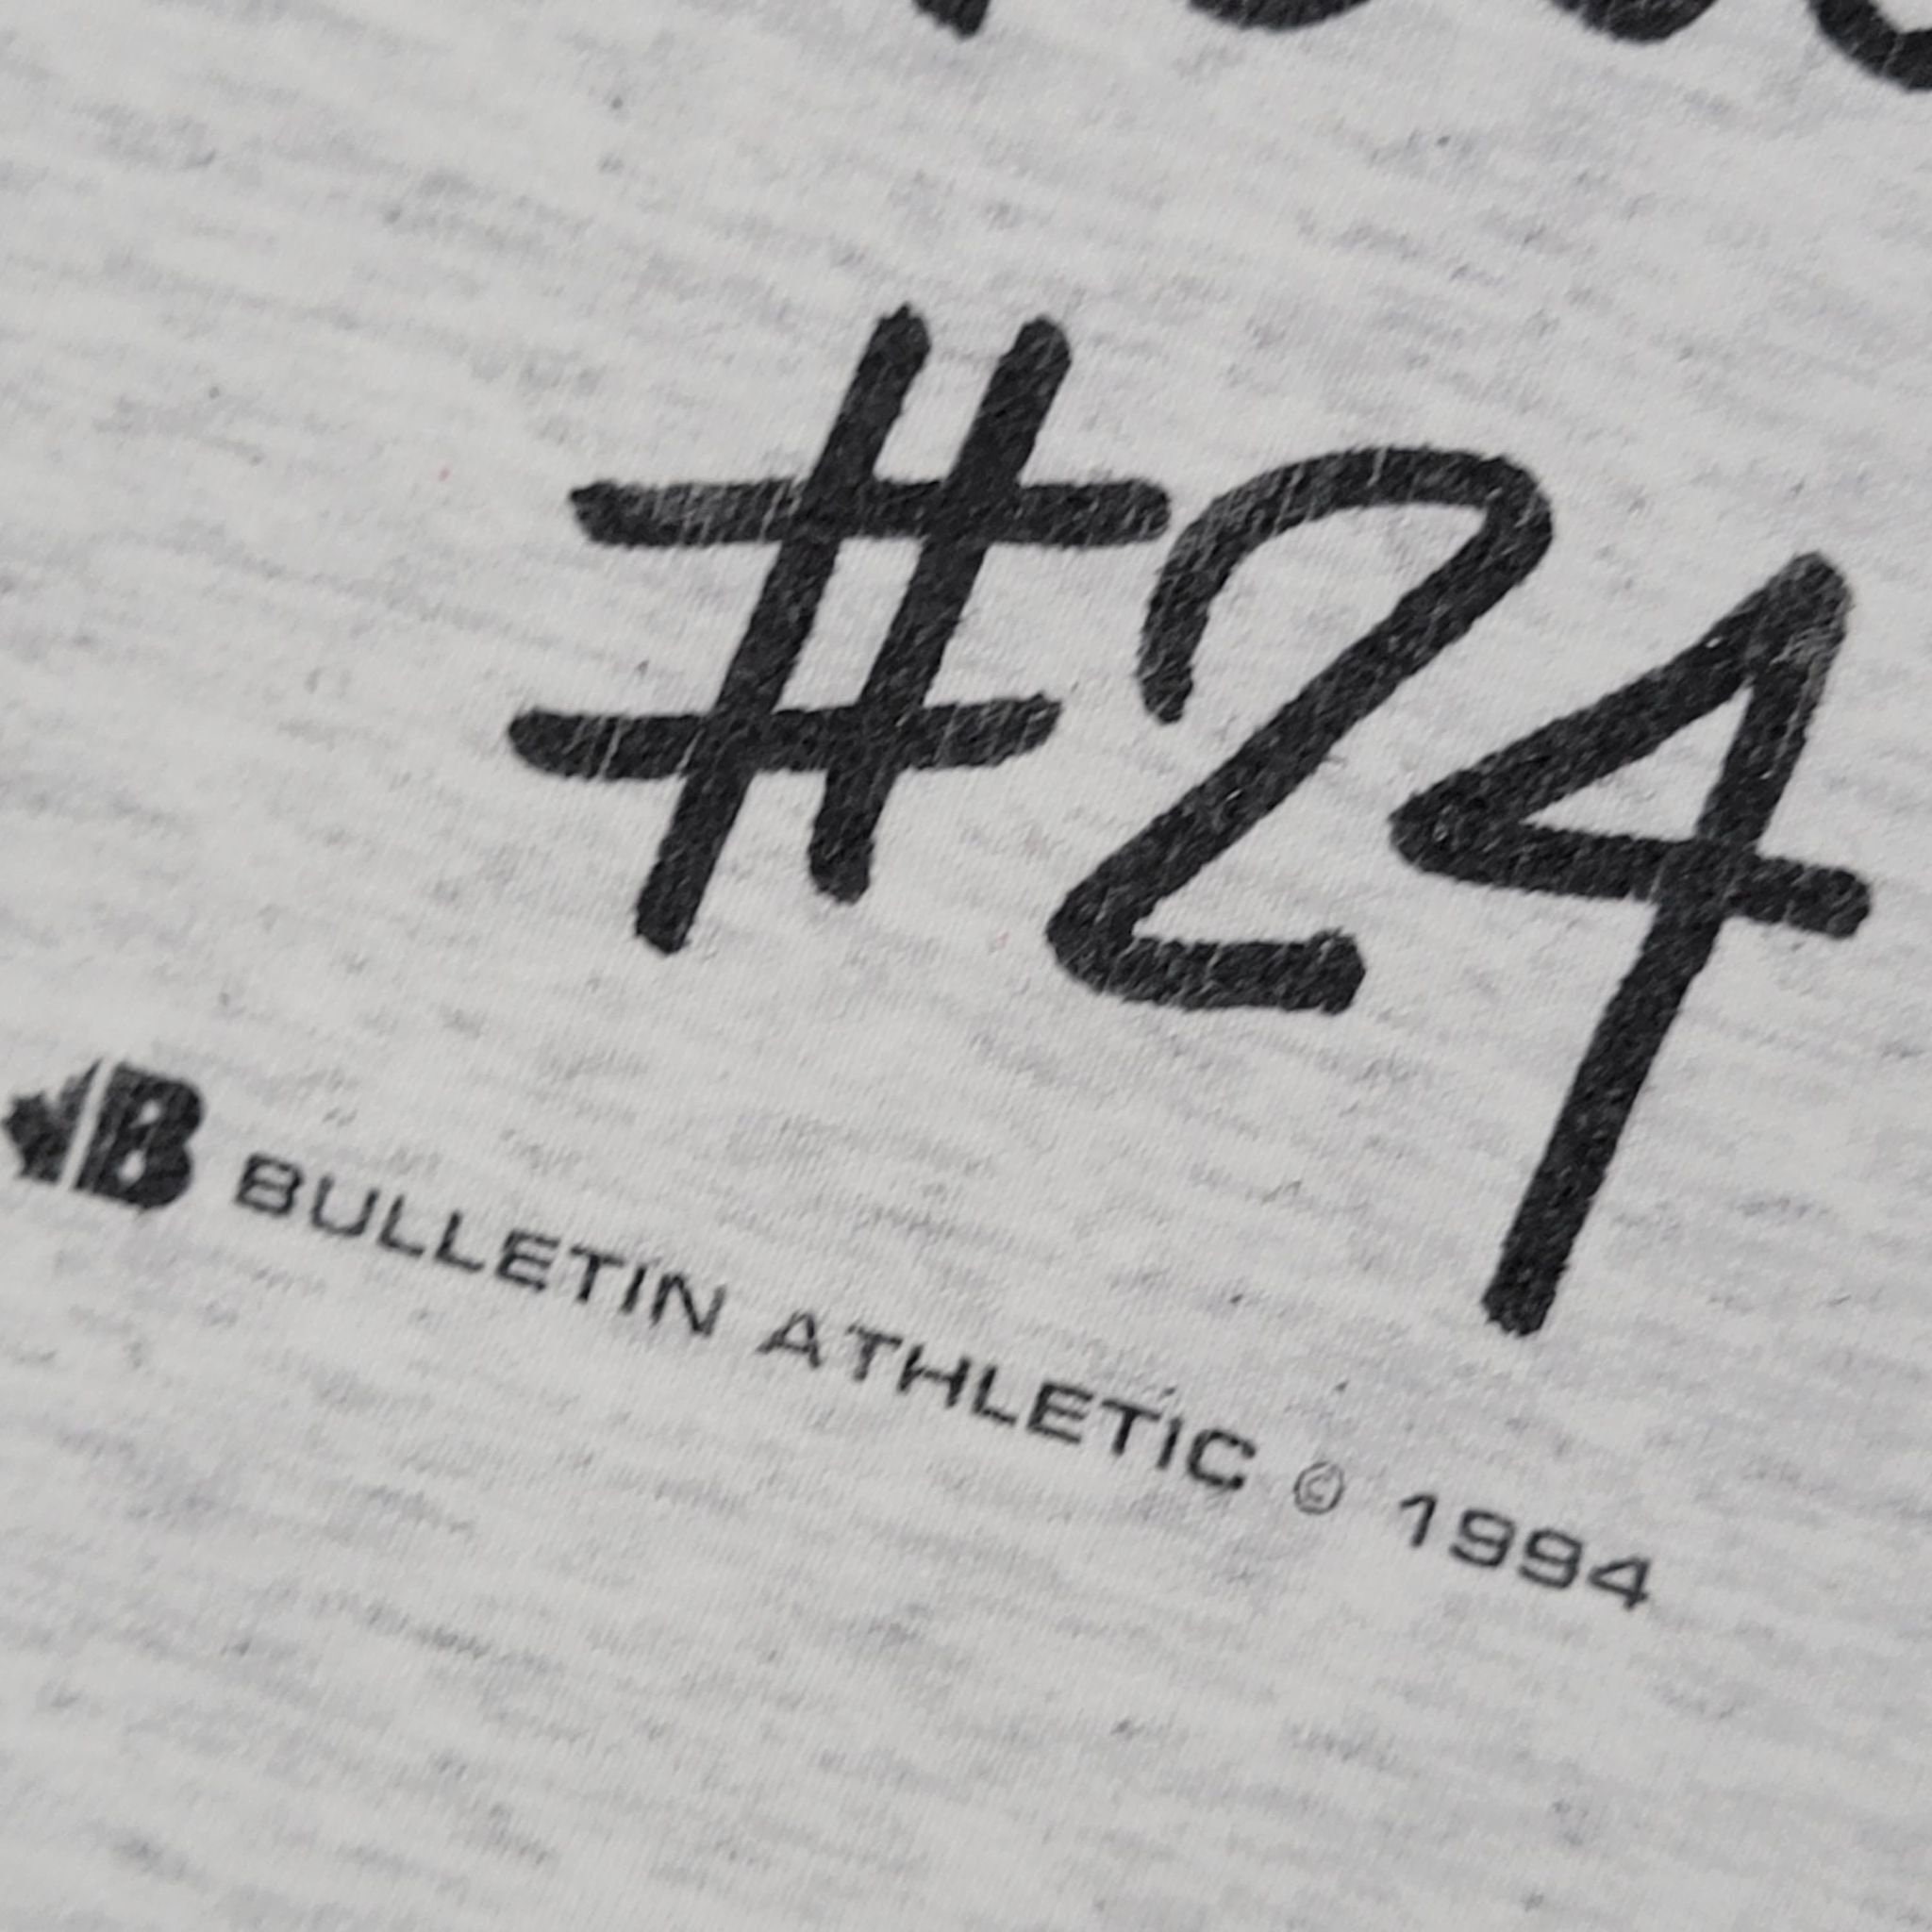 #24
B BULLETIN ATHLETIC © 1994